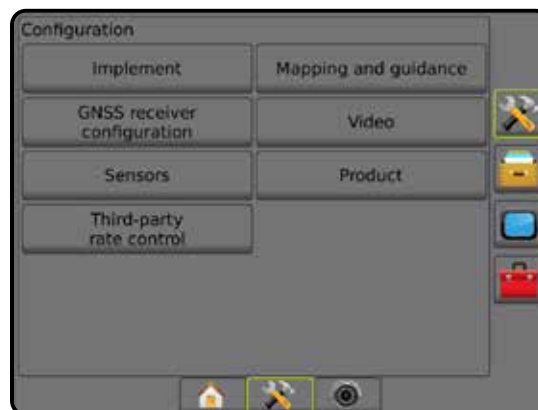 Configuration
Implement
Mapping and guidance
GNSS receiver
configuration
Video
Sensors
Product
Third-party
rate control